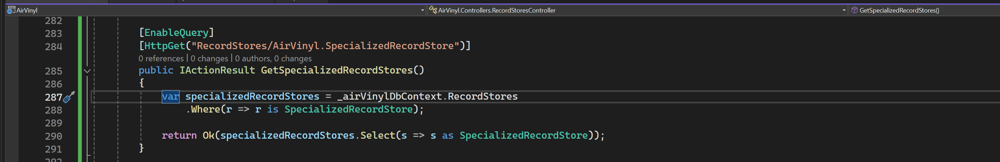 AirVinyl
AirVinyl.Controllers.RecordStoresController
GetSpecializedRecordStores()
282
283 [EnableQuery]
284 [HttpGet("RecordStores/AirVinyl.SpecializedRecordStore")]
0 references | 0 changes | 0 authors, 0 changes
285 public IActionResult GetSpecializedRecordStores()
286 {
287 var specializedRecordStores = _airVinylDbContext.RecordStores
288 .Where(r => r is SpecializedRecordStore);
289
290 return Ok(specializedRecordStores.Select(s => s as SpecializedRecordStore));
291 }
292